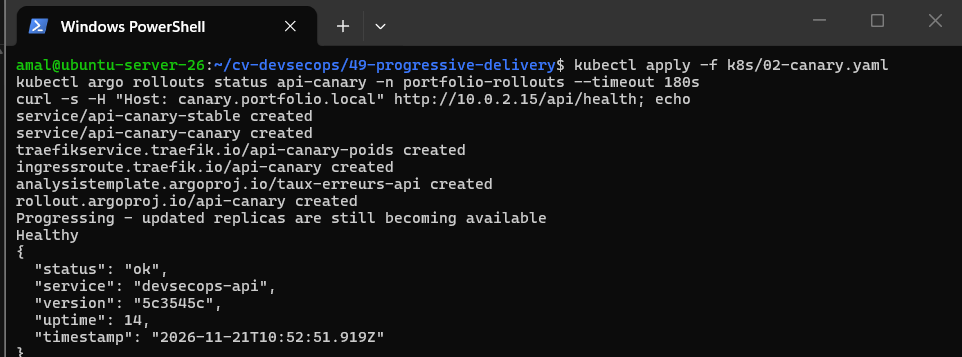 Windows PowerShell
amal@ubuntu-server-26:~/cv-devsecops/49-progressive-delivery$ kubectl apply -f k8s/02-canary.yaml
kubectl argo rollouts status api-canary -n portfolio-rollouts --timeout 180s
curl -s -H "Host: canary.portfolio.local" http://10.0.2.15/api/health; echo
service/api-canary-stable created
service/api-canary-canary created
traefikservice.traefik.io/api-canary-poids created
ingressroute.traefik.io/api-canary created
analysistemplate.argoproj.io/taux-erreurs-api created
rollout.argoproj.io/api-canary created
Progressing - updated replicas are still becoming available
Healthy
{
  "status": "ok",
  "service": "devsecops-api",
  "version": "5c3545c",
  "uptime": 14,
  "timestamp": "2026-11-21T10:52:51.919Z"
}